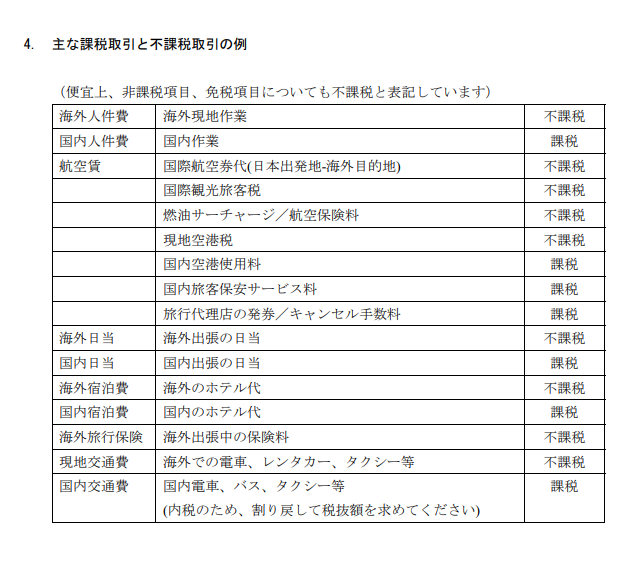 4. 主な課税取引と不課税取引の例
（便宜上、非課税項目、免税項目についても不課税と表記しています）
海外人件費 海外現地作業 不課税
国内人件費 国内作業 課税
航空賃 国際航空券代(日本出発地-海外目的地) 不課税
国際観光旅客税 不課税
燃油サーチャージ／航空保険料 不課税
現地空港税 不課税
国内空港使用料 課税
国内旅客保安サービス料 課税
旅行代理店の発券／キャンセル手数料 課税
海外日当 海外出張の日当 不課税
国内日当 国内出張の日当 課税
海外宿泊費 海外のホテル代 不課税
国内宿泊費 国内のホテル代 課税
海外旅行保険 海外出張中の保険料 不課税
現地交通費 海外での電車、レンタカー、タクシー等 不課税
国内交通費 国内電車、バス、タクシー等 課税
(内税のため、割り戻して税抜額を求めてください)